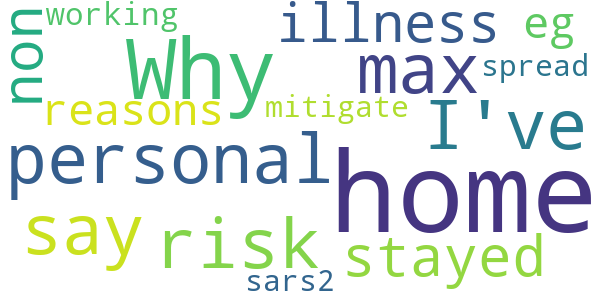 working
non
Why
illness
eg
max
spread
reasons
mitigate
I've
personal
home
say
risk
stayed
sars2